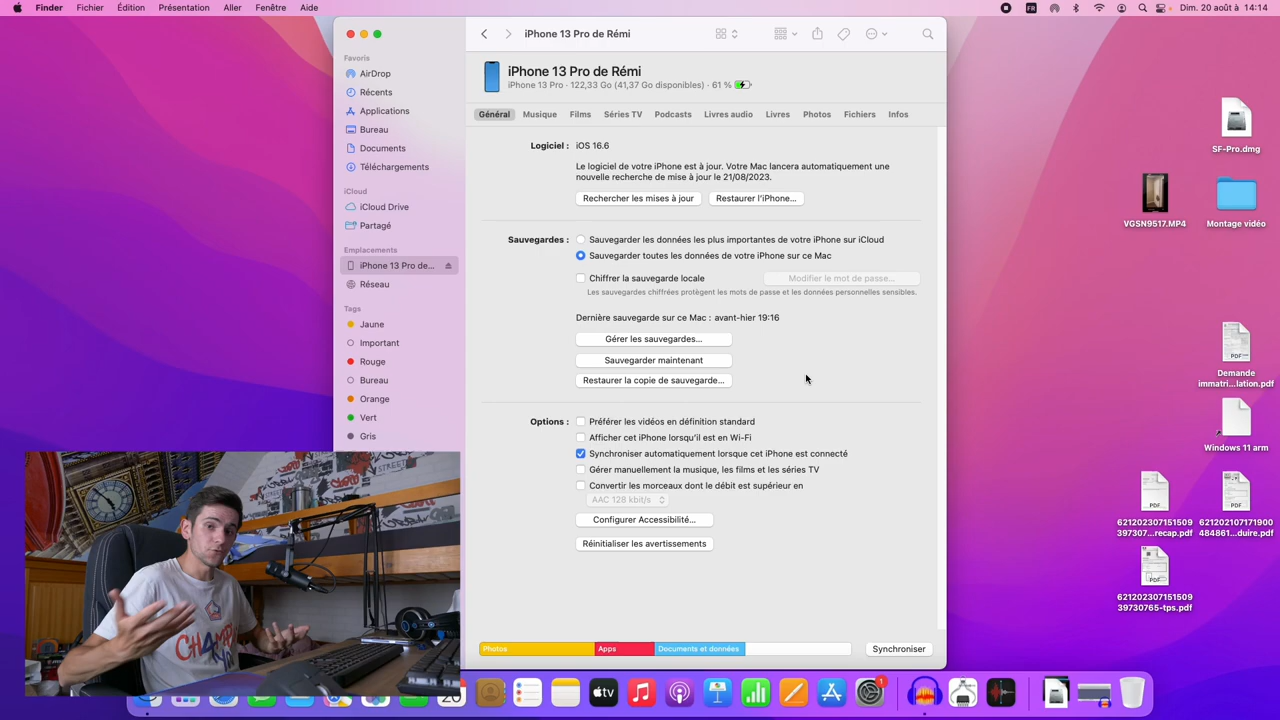 Finder Fichier Édition Présentation Aller Fenêtre Aide
FR
Dim. 20 août à 14:14
iPhone 13 Pro de Rémi
Favoris
AirDrop
Récents
Applications
Bureau
Documents
Téléchargements
iCloud
iCloud Drive
Partagé
Emplacements
iPhone 13 Pro de...
Réseau
Tags
Jaune
Important
Rouge
Bureau
Orange
Vert
Gris
iPhone 13 Pro de Rémi
iPhone 13 Pro · 122,33 Go (41,37 Go disponibles) · 61 %
Général Musique Films Séries TV Podcasts Livres audio Livres Photos Fichiers Infos
Logiciel : iOS 16.6
Le logiciel de votre iPhone est à jour. Votre Mac lancera automatiquement une
nouvelle recherche de mise à jour le 21/08/2023.
Rechercher les mises à jour Restaurer l’iPhone...
Sauvegardes : Sauvegarder les données les plus importantes de votre iPhone sur iCloud
Sauvegarder toutes les données de votre iPhone sur ce Mac
Chiffrer la sauvegarde locale Modifier le mot de passe...
Les sauvegardes chiffrées protègent les mots de passe et les données personnelles sensibles.
Dernière sauvegarde sur ce Mac : avant-hier 19:16
Gérer les sauvegardes...
Sauvegarder maintenant
Restaurer la copie de sauvegarde...
Options : Préférer les vidéos en définition standard
Afficher cet iPhone lorsqu’il est en Wi-Fi
Synchroniser automatiquement lorsque cet iPhone est connecté
Gérer manuellement la musique, les films et les séries TV
Convertir les morceaux dont le débit est supérieur en
AAC 128 kbit/s
Configurer Accessibilité...
Réinitialiser les avertissements
Photos Apps Documents et données
Synchroniser
SF-Pro.dmg
VGSN9517.MP4
Montage vidéo
PDF
Demande
immatri...lation.pdf
Windows 11 arm
PDF
621202307151509
397307...recap.pdf
PDF
621202107171900
484861...duire.pdf
PDF
621202307151509
39730765-tps.pdf
STREET
tv
1